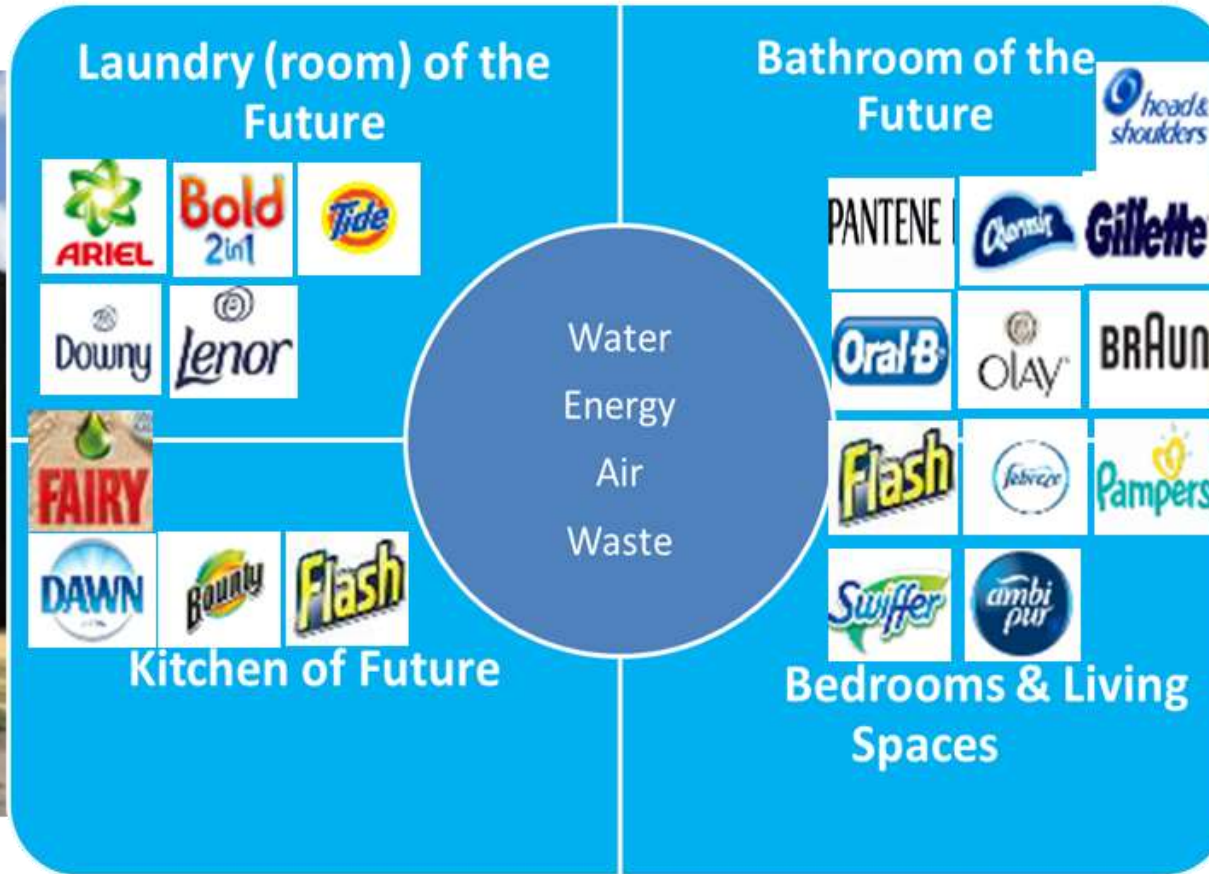 Laundry (room) of the
Future
ARIEL
Bold
2in1
Tide
Downy
Lenor
Bathroom of the
Future
head&
shoulders
PANTENE
Charmin
Gillette
Oral-B
OLAY
BRAUN
Water
Energy
Air
Waste
FAIRY
DAWN
Bounty
Flash
Kitchen of Future
Flash
febreze
Pampers
Swiffer
ambi
pur
Bedrooms & Living
Spaces